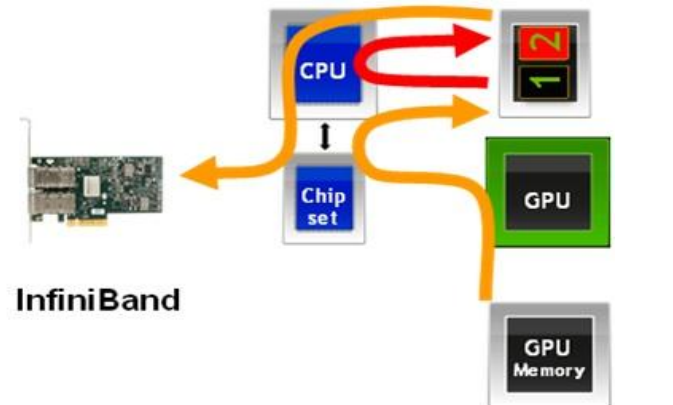 CPU
2
1
Chip
set
GPU
InfiniBand
GPU
Memory